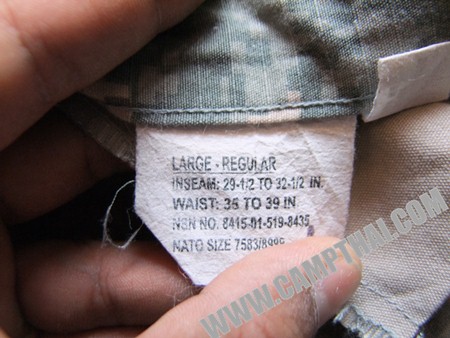 LARGE - REGULAR
INSEAM: 29-1/2 TO 32-1/2 IN.
WAIST: 35 TO 39 IN
NSN NO. 8415-01-519-8435
NATO SIZE 7583/8999
WWW.CAMPTHAI.COM